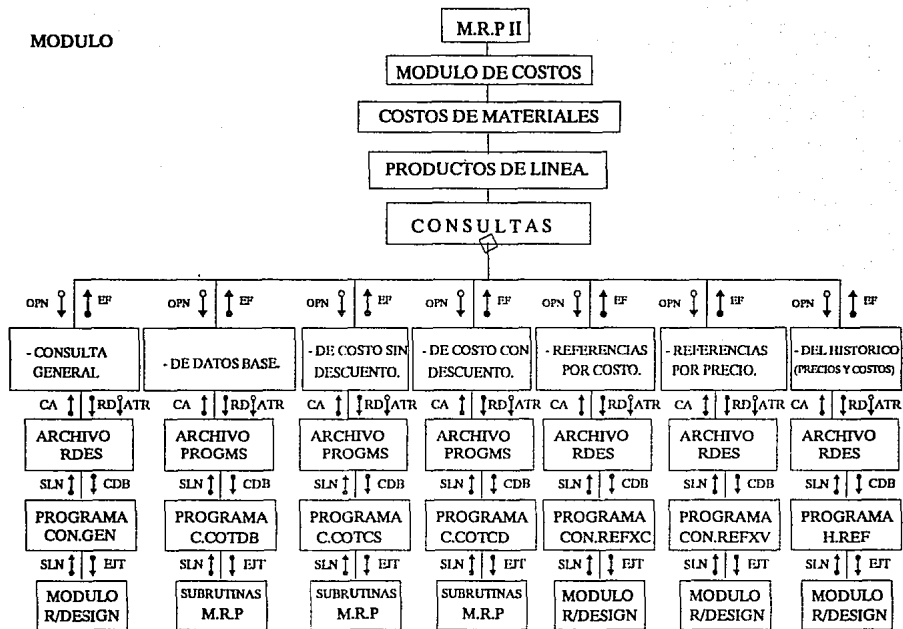 M.R.P II
MODULO
MODULO DE COSTOS
COSTOS DE MATERIALES
PRODUCTOS DE LINEA.
CONSULTAS
OPN EF OPN EF OPN EF OPN EF OPN EF OPN EF OPN EF
- CONSULTA
GENERAL
- DE DATOS BASE.
- DE COSTO SIN
DESCUENTO.
- DE COSTO CON
DESCUENTO.
- REFERENCIAS
POR COSTO.
- REFERENCIAS
POR PRECIO.
- DEL HISTORICO
(PRECIOS Y COSTOS)
CA RD ATR CA RD ATR CA RD ATR CA RD ATR CA RD ATR CA RD ATR CA RD ATR
ARCHIVO
RDES
ARCHIVO
PROGMS
ARCHIVO
PROGMS
ARCHIVO
PROGMS
ARCHIVO
RDES
ARCHIVO
RDES
ARCHIVO
RDES
SLN CDB SLN CDB SLN CDB SLN CDB SLN CDB SLN CDB SLN CDB
PROGRAMA
CON.GEN
PROGRAMA
C.COTDB
PROGRAMA
C.COTCS
PROGRAMA
C.COTCD
PROGRAMA
CON.REFXC
PROGRAMA
CON.REFXV
PROGRAMA
H.REF
SLN EJT SLN EJT SLN EJT SLN EJT SLN EJT SLN EJT SLN EJT
MODULO
R/DESIGN
SUBRUTINAS
M.R.P
SUBRUTINAS
M.R.P
SUBRUTINAS
M.R.P
MODULO
R/DESIGN
MODULO
R/DESIGN
MODULO
R/DESIGN